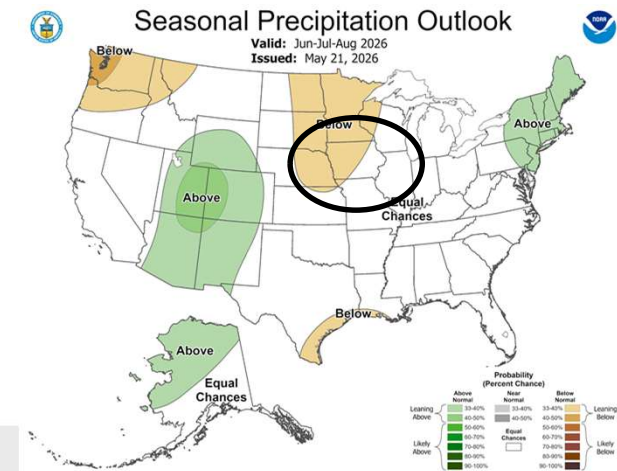 Seasonal Precipitation Outlook
Valid: Jun-Jul-Aug 2026
Issued: May 21, 2026
NOAA
Below
Below
Above
Above
Equal
Chances
Below
Above
Equal
Chances
Probability
(Percent Chance)
Above
Normal
Near
Normal
Below
Normal
Leaning
Above
33-40%
33-40%
33-40%
Leaning
Below
40-50%
40-50%
40-50%
Likely
Above
50-60%
60-70%
70-80%
80-90%
90-100%
Equal
Chances
50-60%
60-70%
70-80%
80-90%
90-100%
Likely
Below